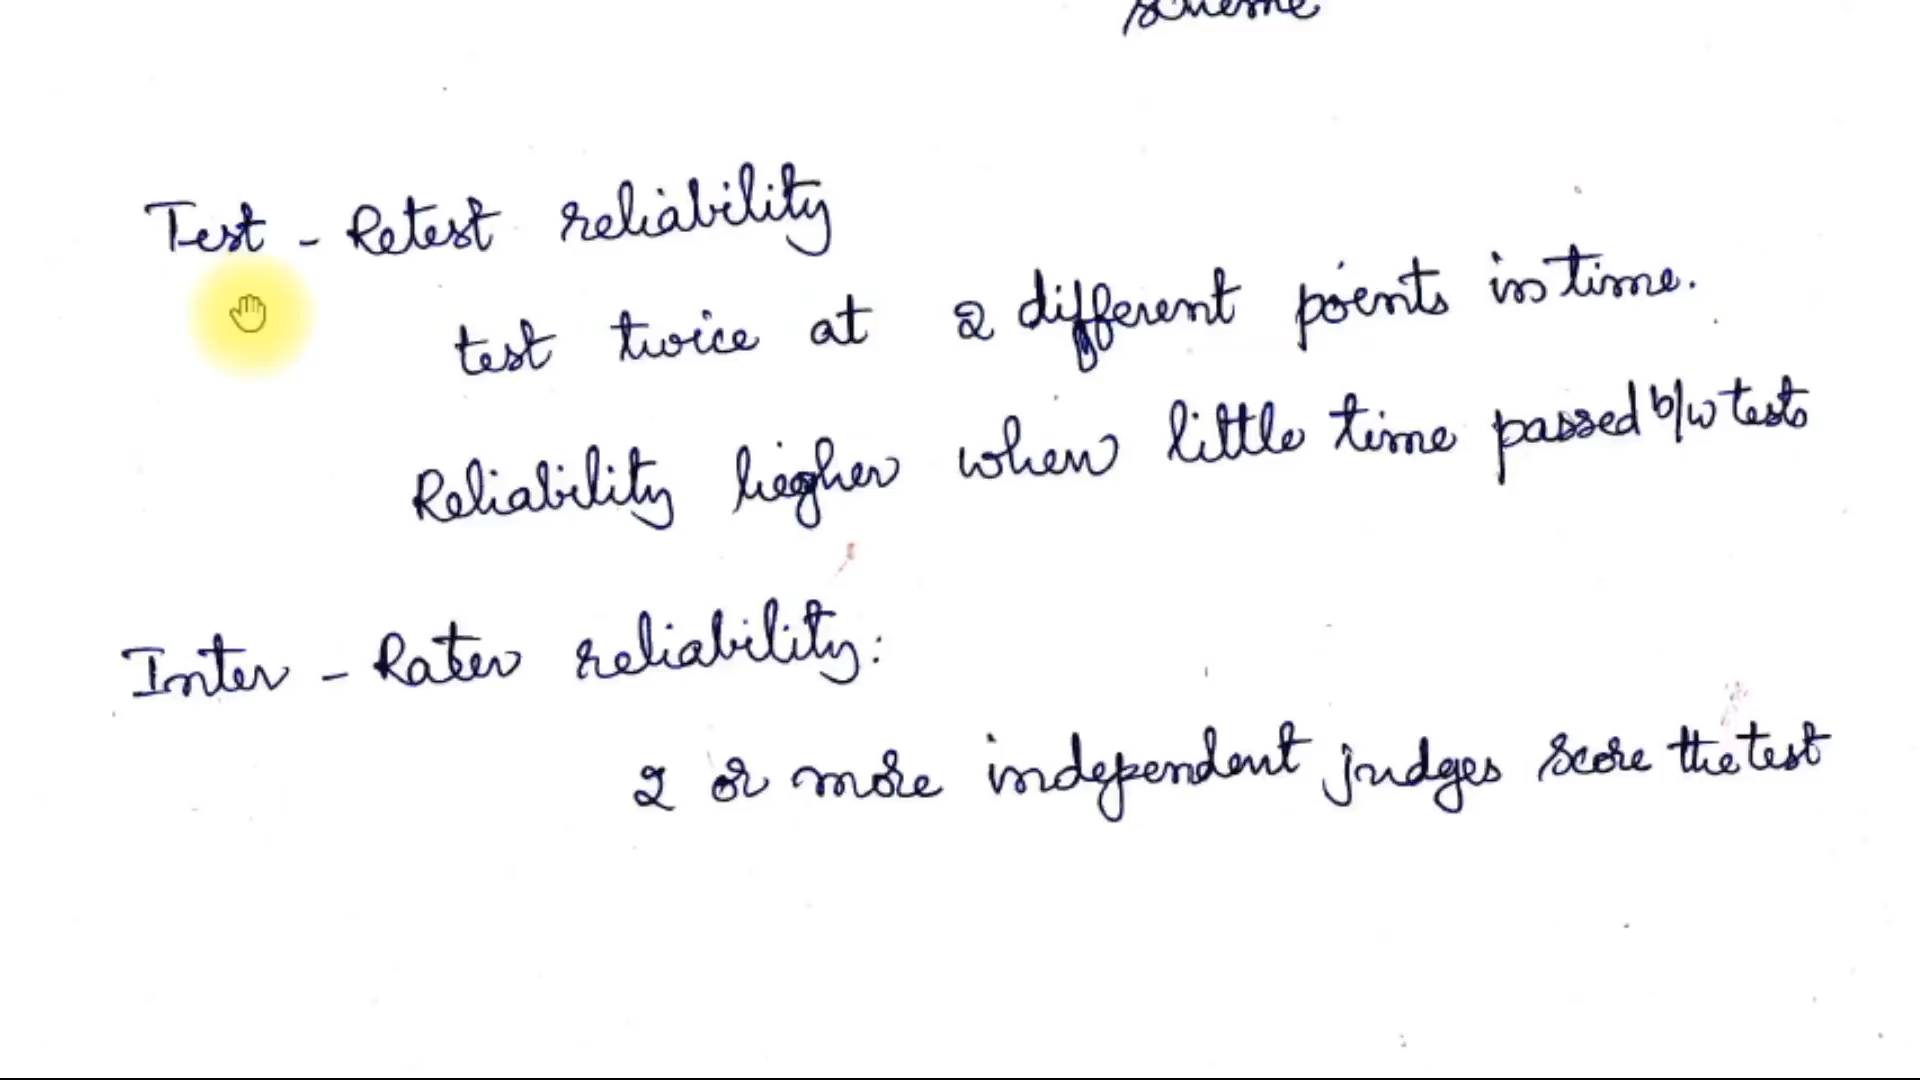 scheme
Test - Retest reliability
test twice at 2 different points in time.
Reliability higher when little time passed b/w tests
Inter - Rater reliability:
2 or more independent judges score the test